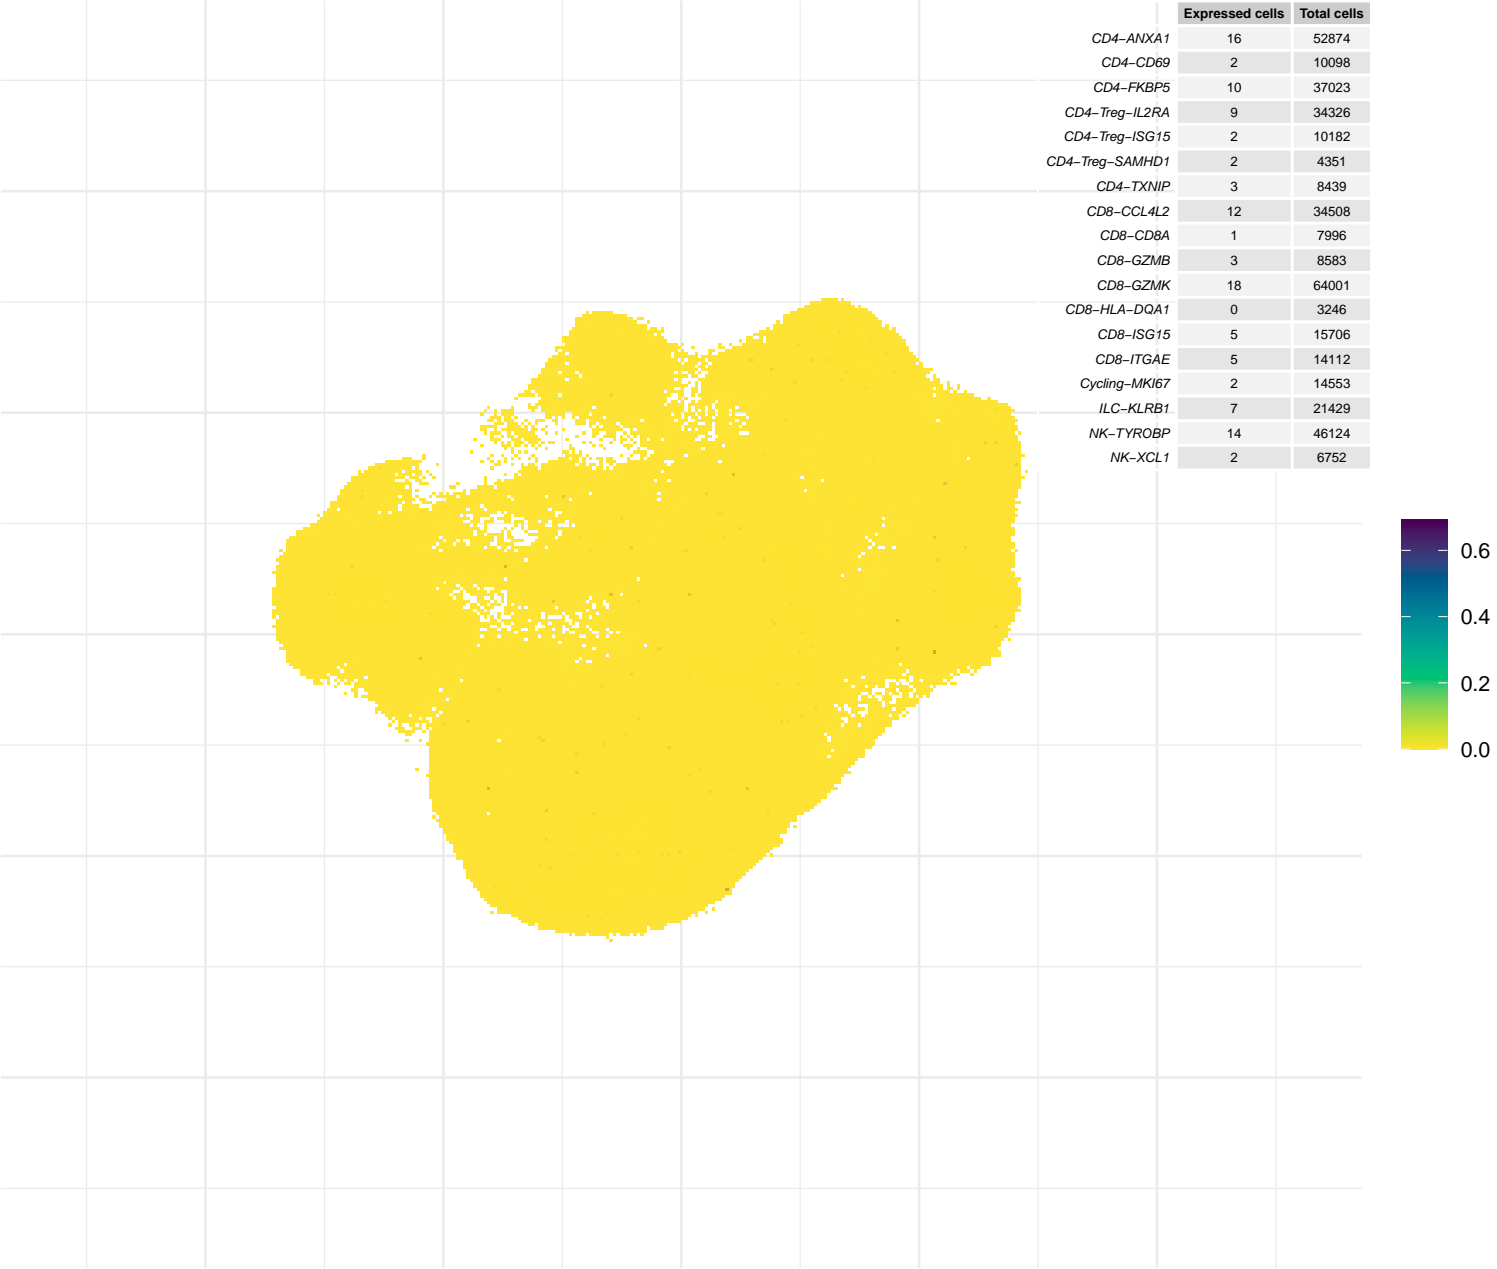 Expressed cells Total cells
CD4−ANXA1 16 52874
CD4−CD69 2 10098
CD4−FKBP5 10 37023
CD4−Treg−IL2RA 9 34326
CD4−Treg−ISG15 2 10182
CD4−Treg−SAMHD1 2 4351
CD4−TXNIP 3 8439
CD8−CCL4L2 12 34508
CD8−CD8A 1 7996
CD8−GZMB 3 8583
CD8−GZMK 18 64001
CD8−HLA−DQA1 0 3246
CD8−ISG15 5 15706
CD8−ITGAE 5 14112
Cycling−MKI67 2 14553
ILC−KLRB1 7 21429
NK−TYROBP 14 46124
NK−XCL1 2 6752
0.6
0.4
0.2
0.0